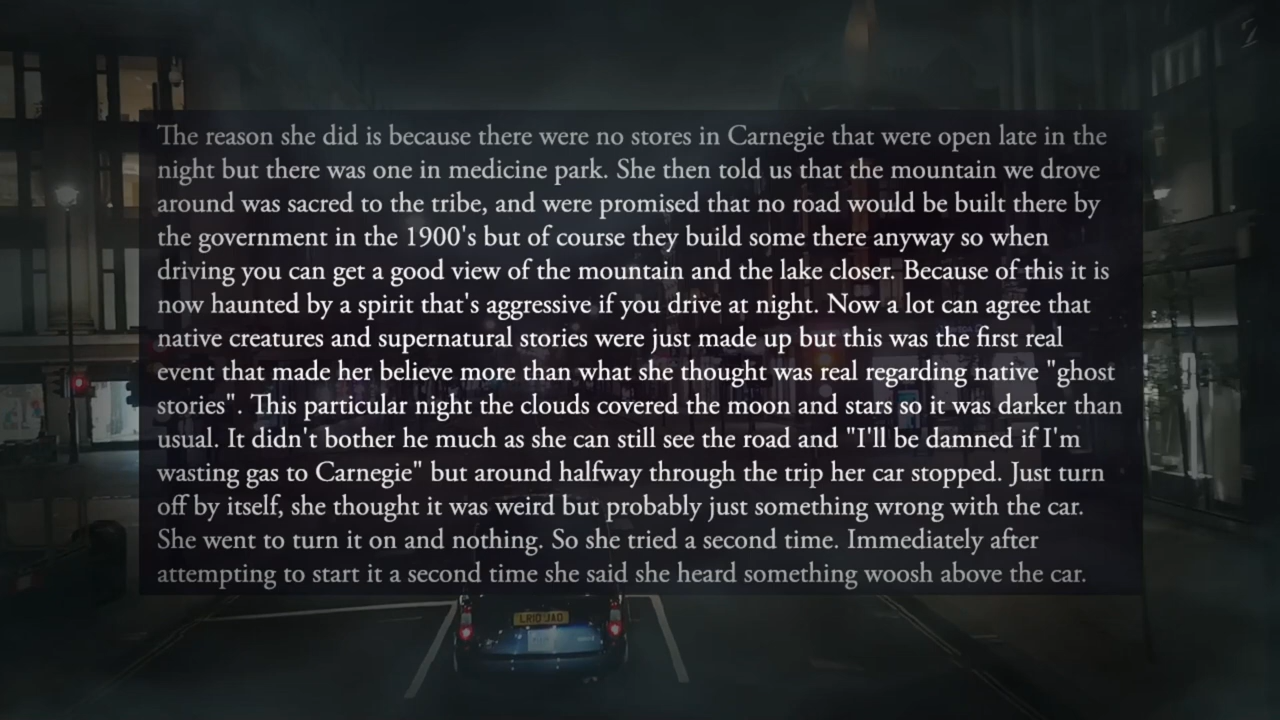 The reason she did is because there were no stores in Carnegie that were open late in the
night but there was one in medicine park. She then told us that the mountain we drove
around was sacred to the tribe, and were promised that no road would be built there by
the government in the 1900's but of course they build some there anyway so when
driving you can get a good view of the mountain and the lake closer. Because of this it is
now haunted by a spirit that's aggressive if you drive at night. Now a lot can agree that
native creatures and supernatural stories were just made up but this was the first real
event that made her believe more than what she thought was real regarding native "ghost
stories". This particular night the clouds covered the moon and stars so it was darker than
usual. It didn't bother he much as she can still see the road and "I'll be damned if I'm
wasting gas to Carnegie" but around halfway through the trip her car stopped. Just turn
off by itself, she thought it was weird but probably just something wrong with the car.
She went to turn it on and nothing. So she tried a second time. Immediately after
attempting to start it a second time she said she heard something woosh above the car.
LR10 JAO